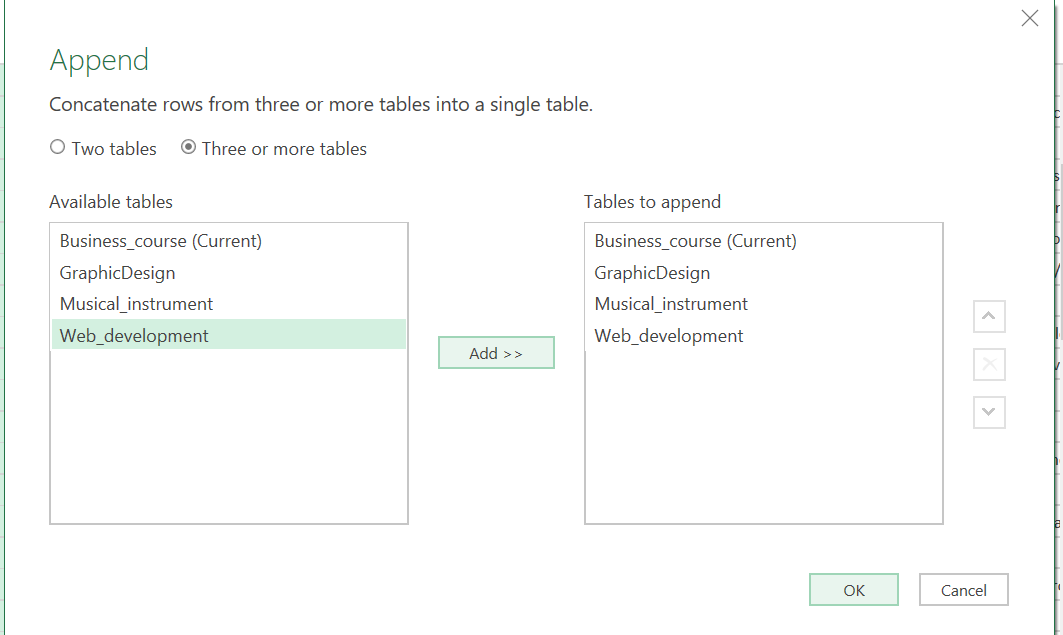 Append
Concatenate rows from three or more tables into a single table.
Two tables
Three or more tables
Available tables
Business_course (Current)
GraphicDesign
Musical_instrument
Web_development
Add >>
Tables to append
Business_course (Current)
GraphicDesign
Musical_instrument
Web_development
OK
Cancel